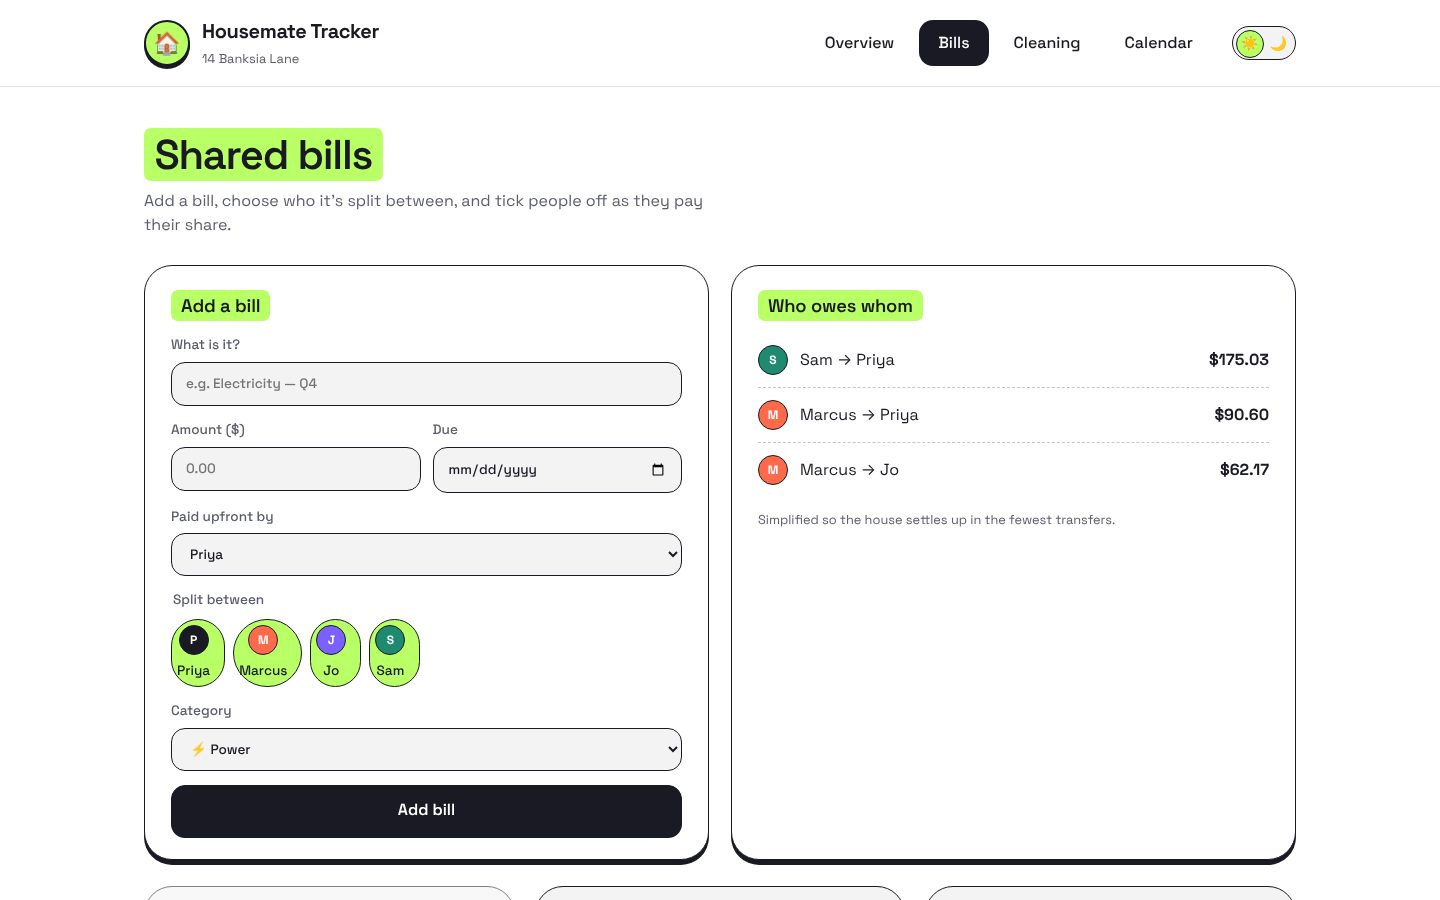 Housemate Tracker
14 Banksia Lane
Overview
Bills
Cleaning
Calendar
Shared bills
Add a bill, choose who it's split between, and tick people off as they pay
their share.
Add a bill
What is it?
e.g. Electricity — Q4
Amount ($)
Due
0.00
mm/dd/yyyy
Paid upfront by
Priya
Split between
P
Priya
M
Marcus
J
Jo
S
Sam
Category
⚡ Power
Add bill
Who owes whom
S Sam → Priya $175.03
M Marcus → Priya $90.60
M Marcus → Jo $62.17
Simplified so the house settles up in the fewest transfers.